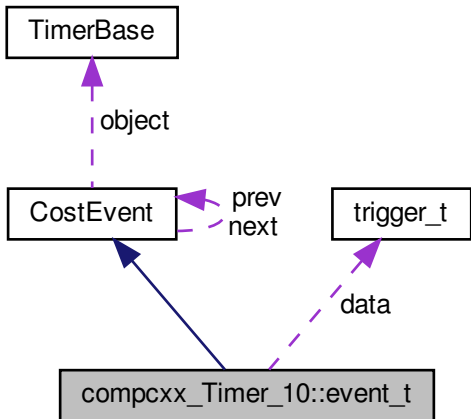 TimerBase
object
CostEvent
prev
next
trigger_t
data
compcxx_Timer_10::event_t